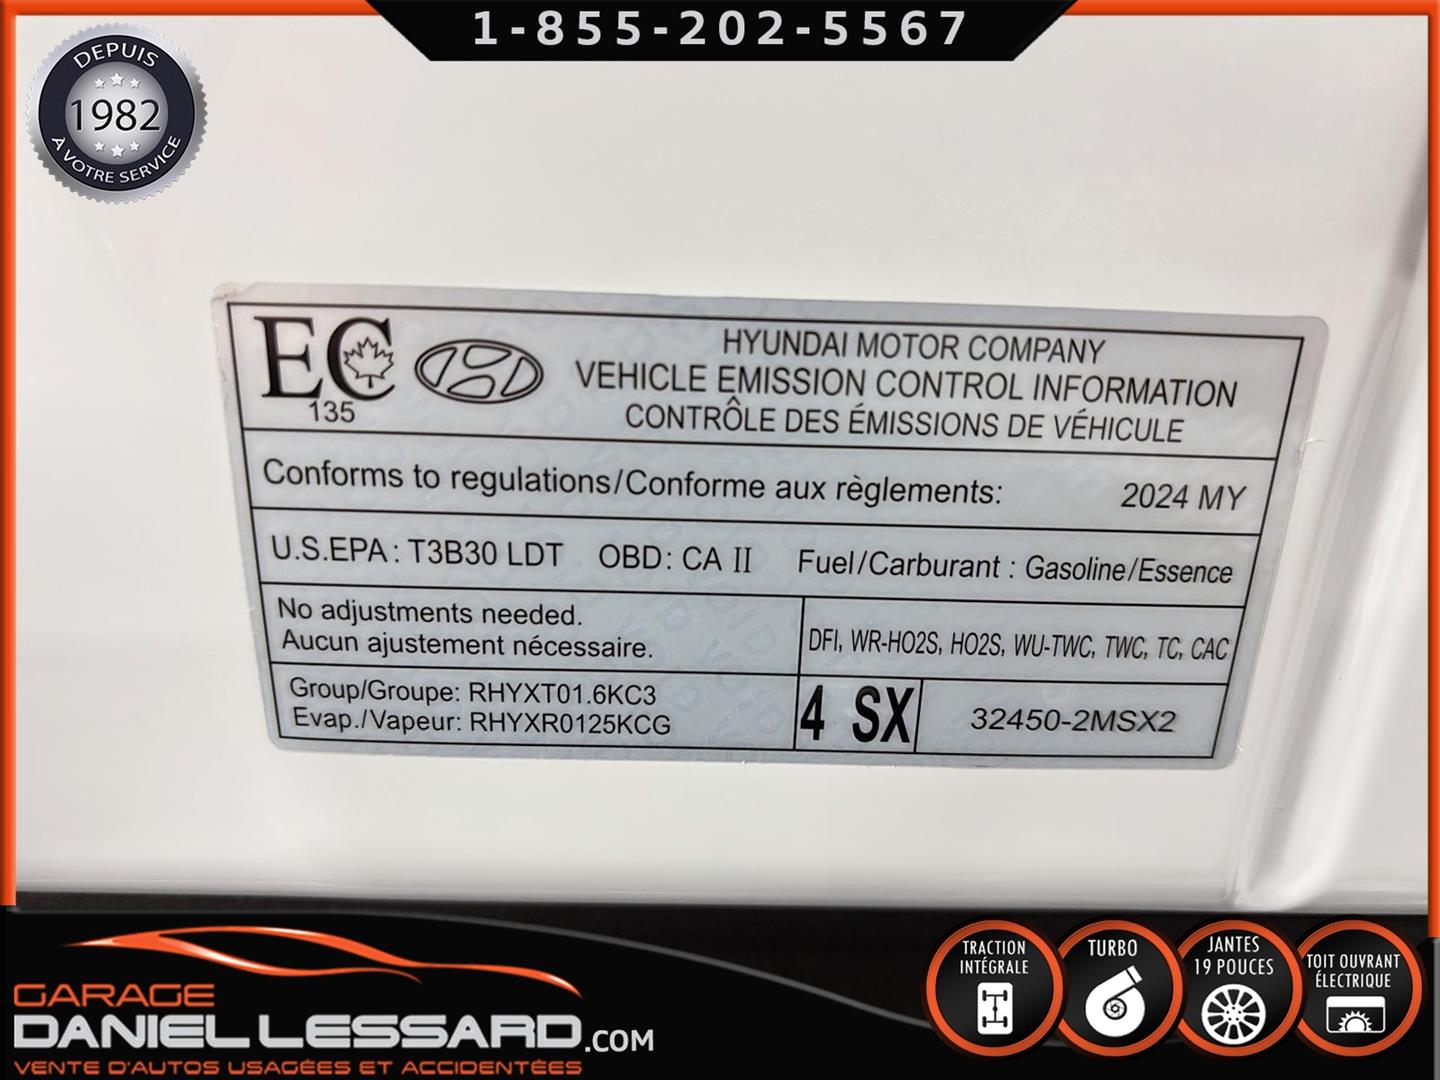 1-855-202-5567
DEPUIS
1982
À VOTRE SERVICE
EC
135
HYUNDAI MOTOR COMPANY
VEHICLE EMISSION CONTROL INFORMATION
CONTRÔLE DES ÉMISSIONS DE VÉHICULE
Conforms to regulations/Conforme aux règlements: 2024 MY
U.S.EPA : T3B30 LDT OBD: CA II Fuel/Carburant : Gasoline/Essence
No adjustments needed.
Aucun ajustement nécessaire.
DFI, WR-HO2S, HO2S, WU-TWC, TWC, TC, CAC
Group/Groupe: RHYXT01.6KC3
Evap./Vapeur: RHYXR0125KCG
4 SX
32450-2MSX2
GARAGE
DANIEL LESSARD.COM
VENTE D'AUTOS USAGÉES ET ACCIDENTÉES
TRACTION
INTÉGRALE
TURBO
JANTES
19 POUCES
TOIT OUVRANT
ÉLECTRIQUE